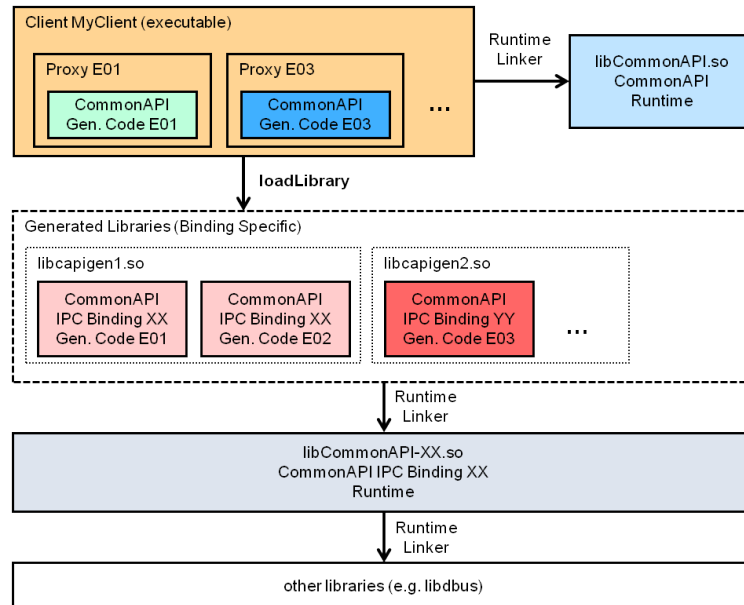 Client MyClient (executable)
Proxy E01
CommonAPI
Gen. Code E01
Proxy E03
CommonAPI
Gen. Code E03
...
Runtime
Linker
libCommonAPI.so
CommonAPI
Runtime
loadLibrary
Generated Libraries (Binding Specific)
libcapigen1.so
CommonAPI
IPC Binding XX
Gen. Code E01
CommonAPI
IPC Binding XX
Gen. Code E02
libcapigen2.so
CommonAPI
IPC Binding YY
Gen. Code E03
...
Runtime
Linker
libCommonAPI-XX.so
CommonAPI IPC Binding XX
Runtime
Runtime
Linker
other libraries (e.g. libdbus)